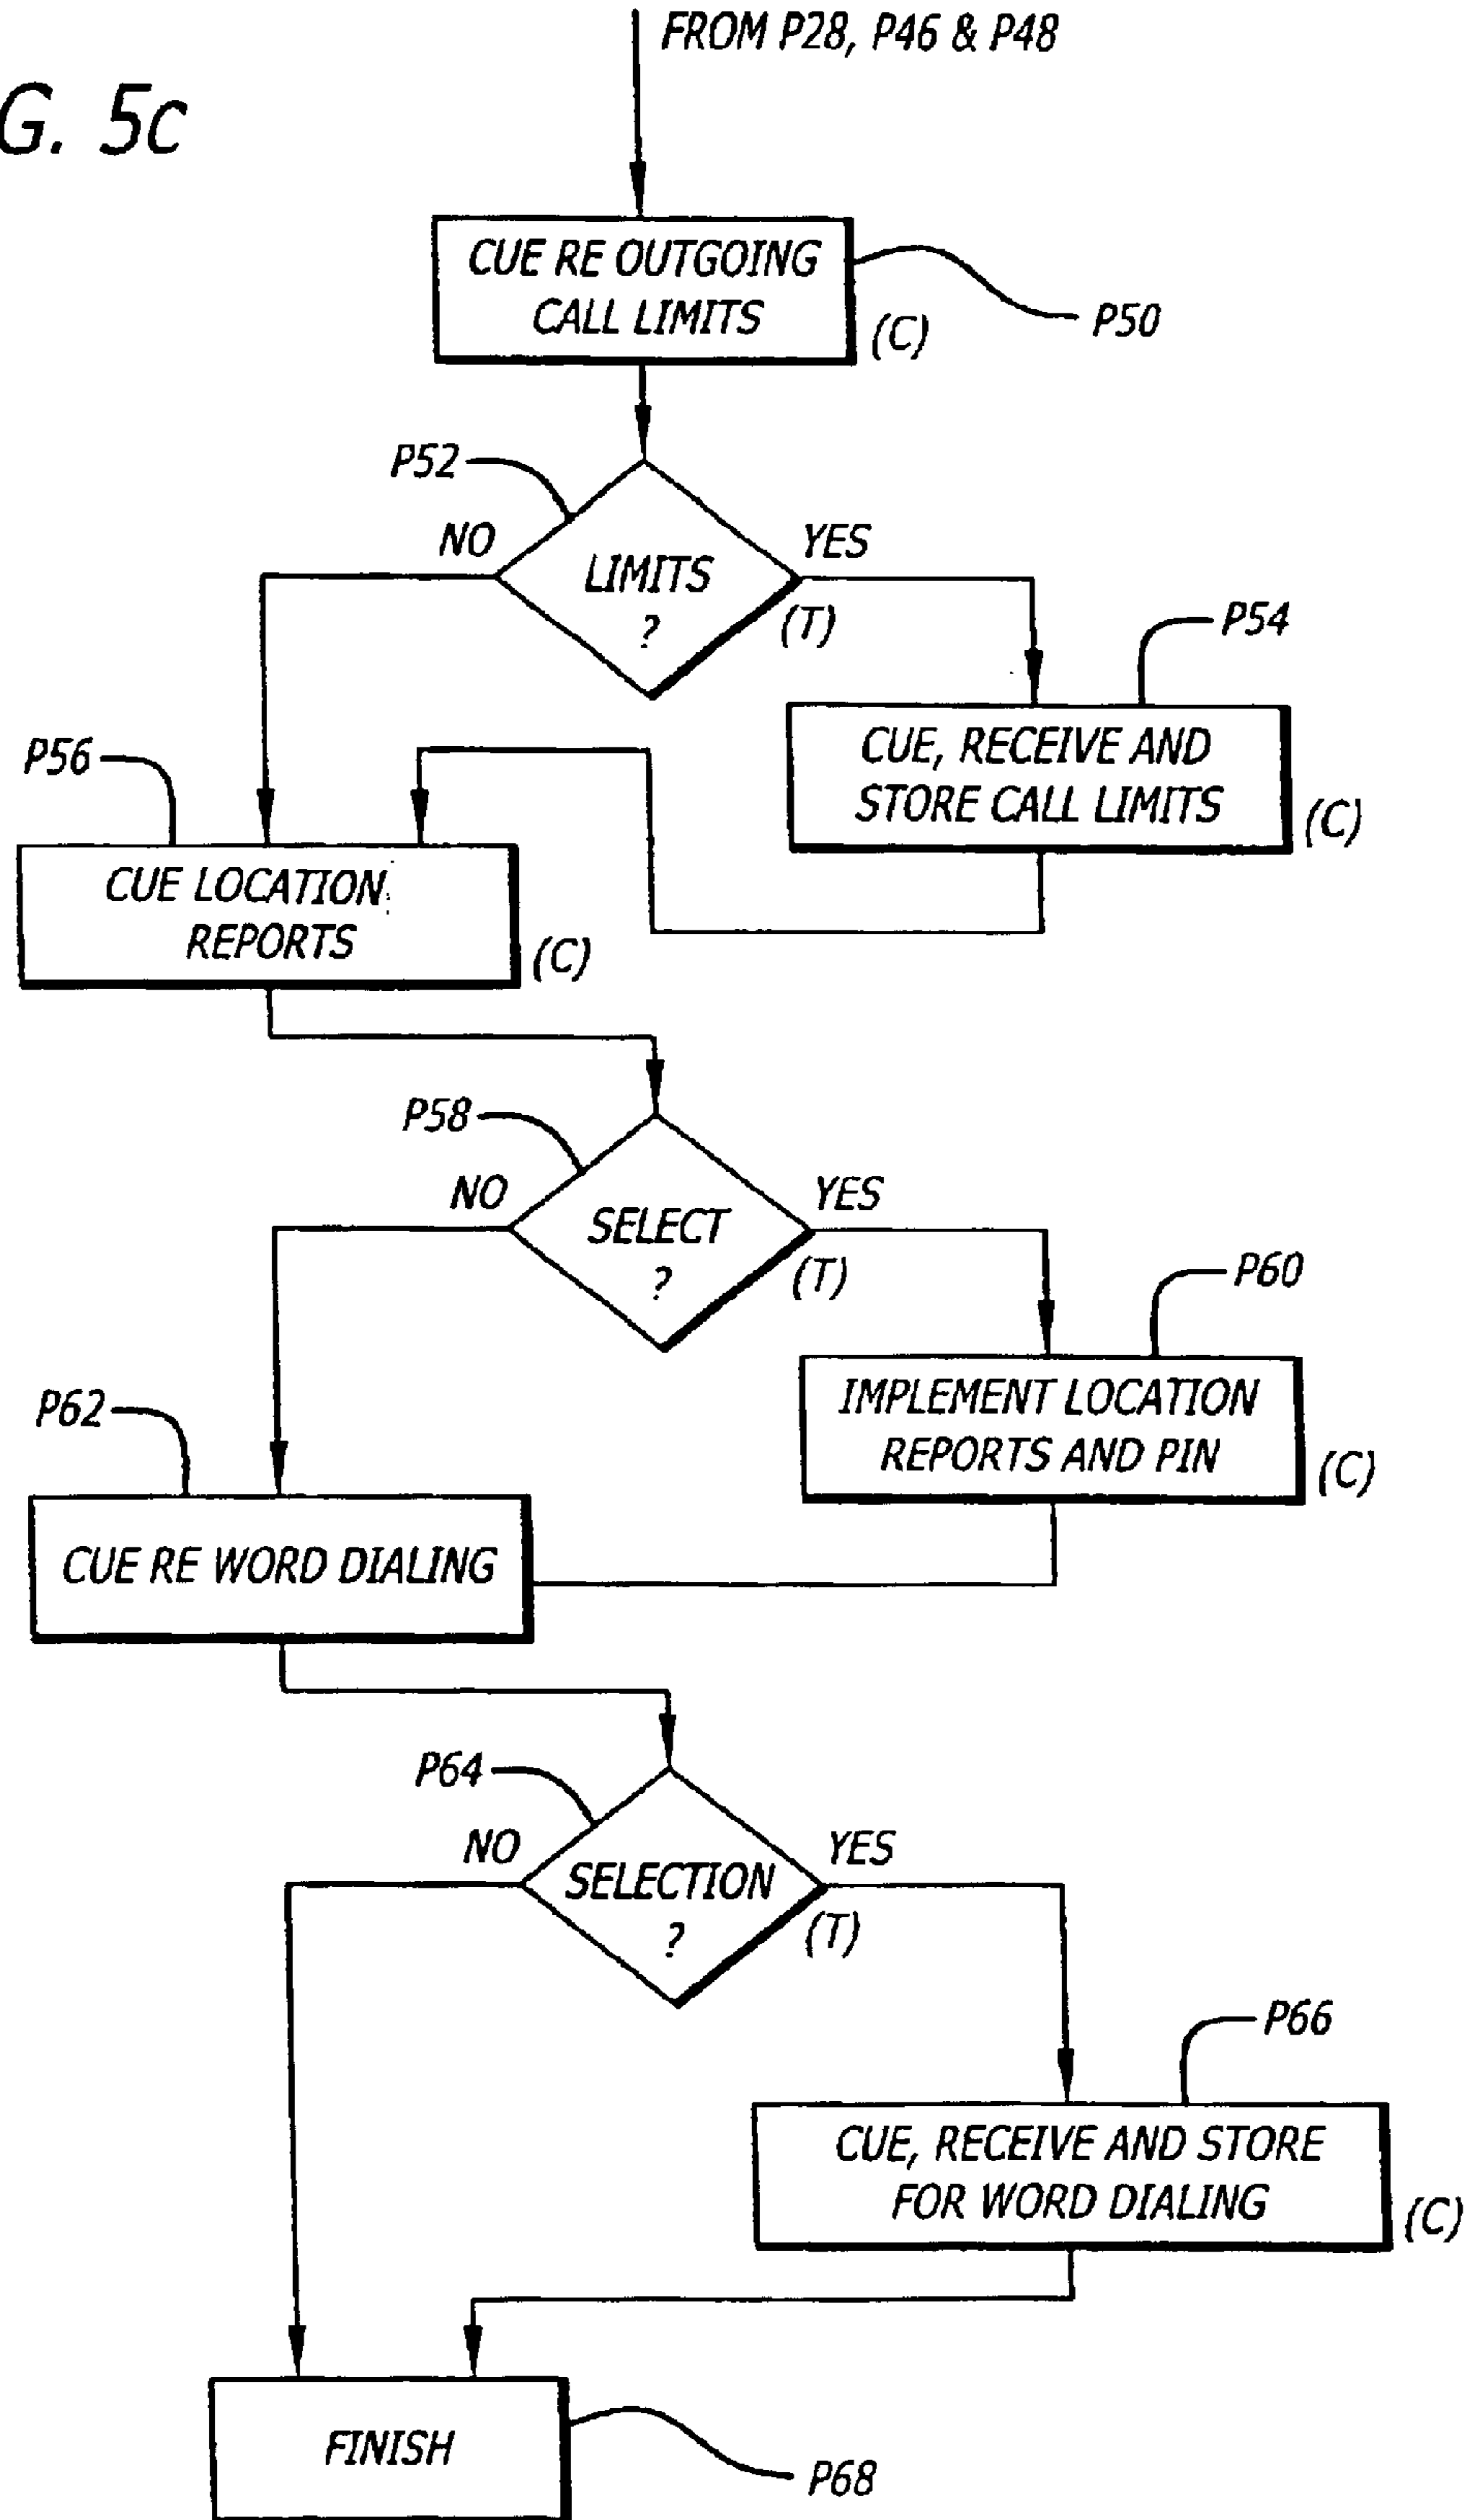 FROM P28, P46 & P48
G. 5c
CUE RE OUTGOING
CALL LIMITS
(C)
P50
P52
NO
YES
LIMITS
?
(T)
P54
CUE, RECEIVE AND
STORE CALL LIMITS
(C)
P56
CUE LOCATION
REPORTS
(C)
P58
NO
YES
SELECT
?
(T)
P60
IMPLEMENT LOCATION
REPORTS AND PIN
(C)
P62
CUE RE WORD DIALING
P64
NO
YES
SELECTION
?
(T)
P66
CUE, RECEIVE AND STORE
FOR WORD DIALING
(C)
FINISH
P68